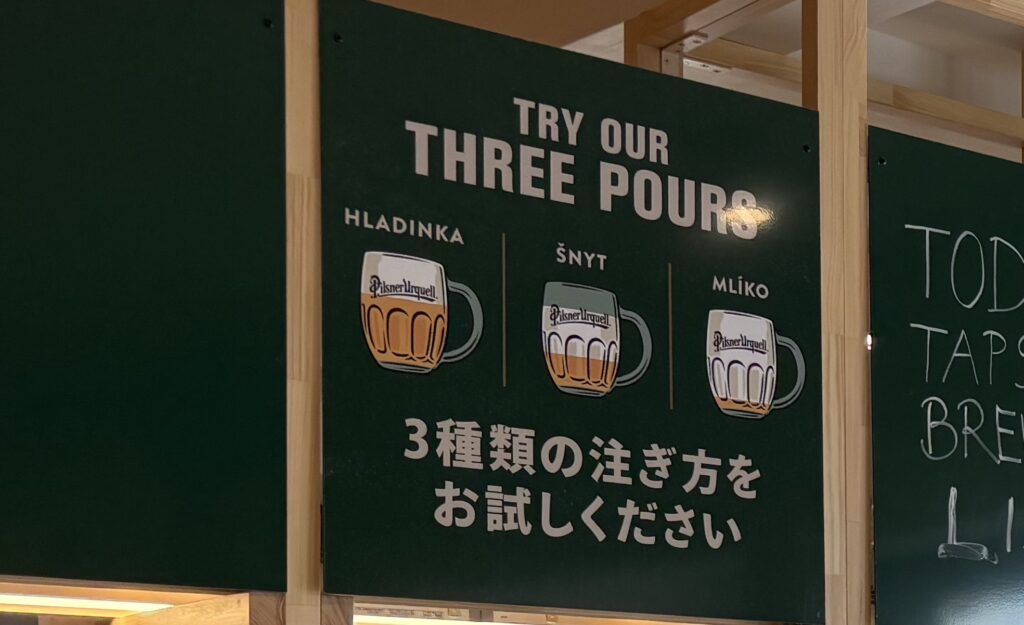 TRY OUR
THREE POURS
HLADINKA
ŠNYT
MLÍKO
Pilsner Urquell
Pilsner Urquell
Pilsner Urquell
3種類の注ぎ方を
お試しください
TOD
TAPS
BRE
LI